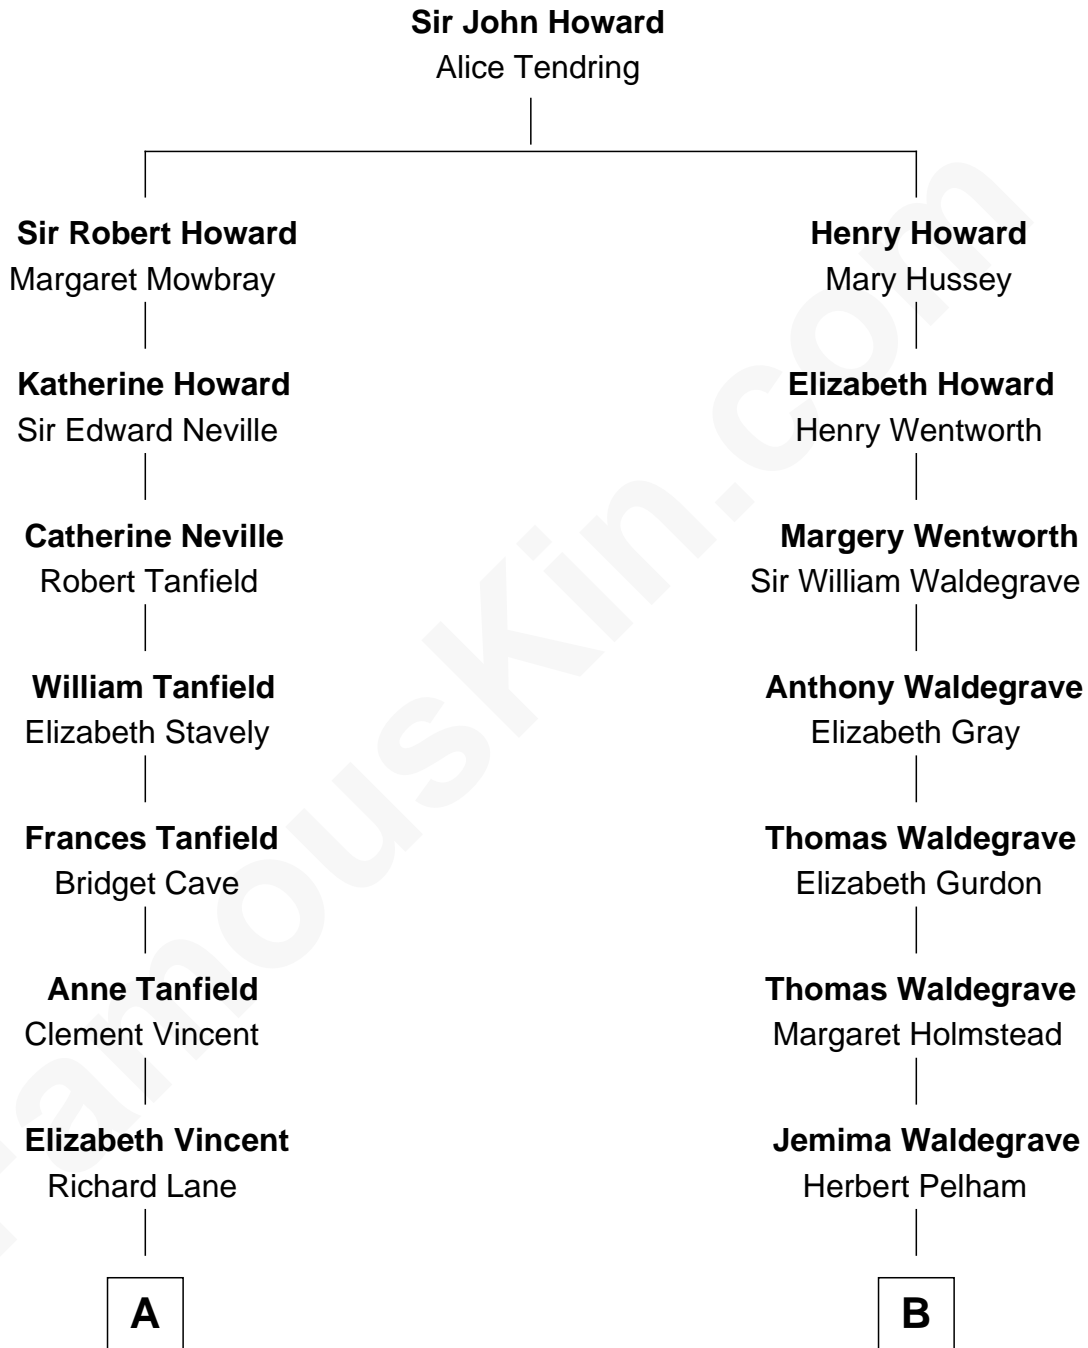 Sir John Howard
Alice Tendring
Sir Robert Howard
Margaret Mowbray
Henry Howard
Mary Hussey
Katherine Howard
Sir Edward Neville
Elizabeth Howard
Henry Wentworth
Catherine Neville
Robert Tanfield
Margery Wentworth
Sir William Waldegrave
William Tanfield
Elizabeth Stavely
Anthony Waldegrave
Elizabeth Gray
Frances Tanfield
Bridget Cave
Thomas Waldegrave
Elizabeth Gurdon
Anne Tanfield
Clement Vincent
Thomas Waldegrave
Margaret Holmstead
Elizabeth Vincent
Richard Lane
Jemima Waldegrave
Herbert Pelham
A
B
FamousKin.com